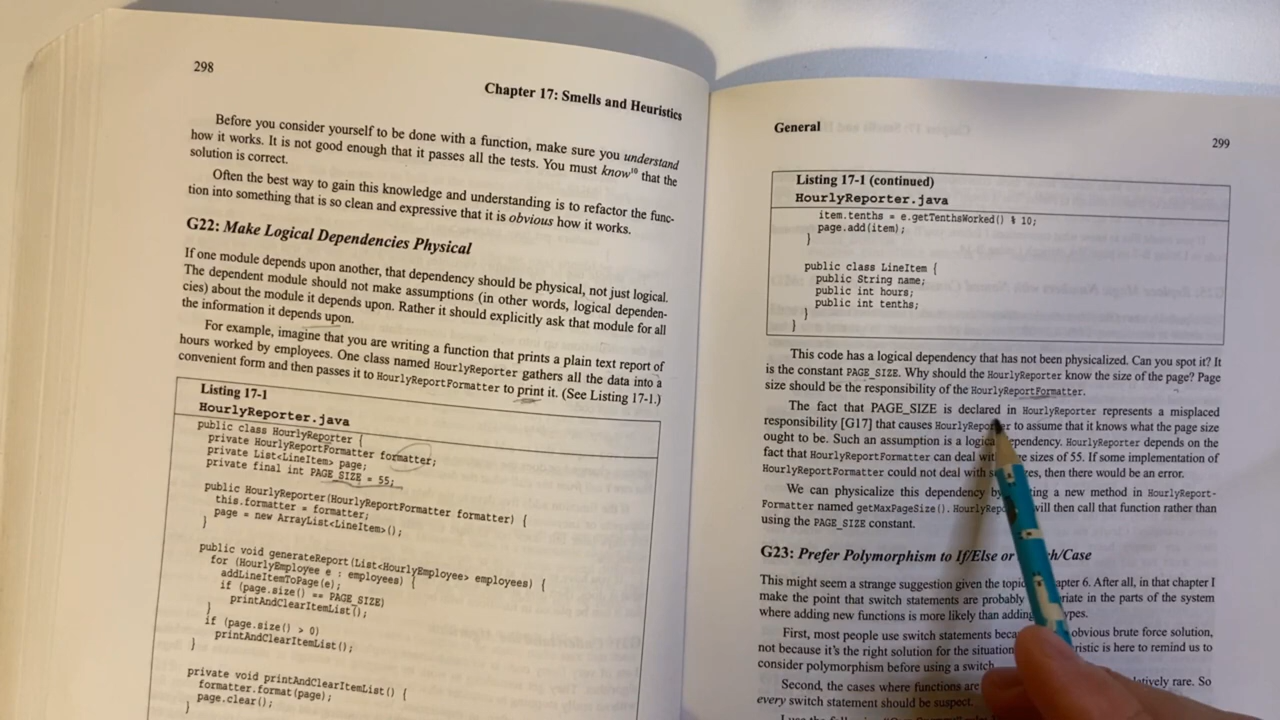 298
Chapter 17: Smells and Heuristics
Before you consider yourself to be done with a function, make sure you understand
how it works. It is not good enough that it passes all the tests. You must know10 that the
solution is correct.
Often the best way to gain this knowledge and understanding is to refactor the func-
tion into something that is so clean and expressive that it is obvious how it works.
G22: Make Logical Dependencies Physical
If one module depends upon another, that dependency should be physical, not just logical.
The dependent module should not make assumptions (in other words, logical dependen-
cies) about the module it depends upon. Rather it should explicitly ask that module for all
the information it depends upon.
For example, imagine that you are writing a function that prints a plain text report of
hours worked by employees. One class named HourlyReporter gathers all the data into a
convenient form and then passes it to HourlyReportFormatter to print it. (See Listing 17-1.)
Listing 17-1
HourlyReporter.java
public class HourlyReporter {
private HourlyReportFormatter formatter;
private List<LineItem> page;
private final int PAGE_SIZE = 55;
public HourlyReporter(HourlyReportFormatter formatter) {
this.formatter = formatter;
page = new ArrayList<LineItem>();
}
public void generateReport(List<HourlyEmployee> employees) {
for (HourlyEmployee e : employees) {
addLineItemToPage(e);
if (page.size() == PAGE_SIZE)
printAndClearItemList();
}
if (page.size() > 0)
printAndClearItemList();
}
private void printAndClearItemList() {
formatter.format(page);
page.clear();
}
General
299
Listing 17-1 (continued)
HourlyReporter.java
item.tenths = e.getTenthsWorked() % 10;
page.add(item);
}
public class LineItem {
public String name;
public int hours;
public int tenths;
}
}
This code has a logical dependency that has not been physicalized. Can you spot it? It
is the constant PAGE_SIZE. Why should the HourlyReporter know the size of the page? Page
size should be the responsibility of the HourlyReportFormatter.
The fact that PAGE_SIZE is declared in HourlyReporter represents a misplaced
responsibility [G17] that causes HourlyReporter to assume that it knows what the page size
ought to be. Such an assumption is a logical dependency. HourlyReporter depends on the
fact that HourlyReportFormatter can deal with sizes of 55. If some implementation of
HourlyReportFormatter could not deal with then there would be an error.
We can physicalize this dependency by a new method in HourlyReport-
Formatter named getMaxPageSize(). will then call that function rather than
using the PAGE_SIZE constant.
G23: Prefer Polymorphism to If/Else or /Case
This might seem a strange suggestion given the Chapter 6. After all, in that chapter I
make the point that switch statements are probably in the parts of the system
where adding new functions is more likely than adding types.
First, most people use switch statements obvious brute force solution,
not because it's the right solution for the situation. is here to remind us to
consider polymorphism before using a switch.
Second, the cases where functions are relatively rare. So
every switch statement should be suspect.